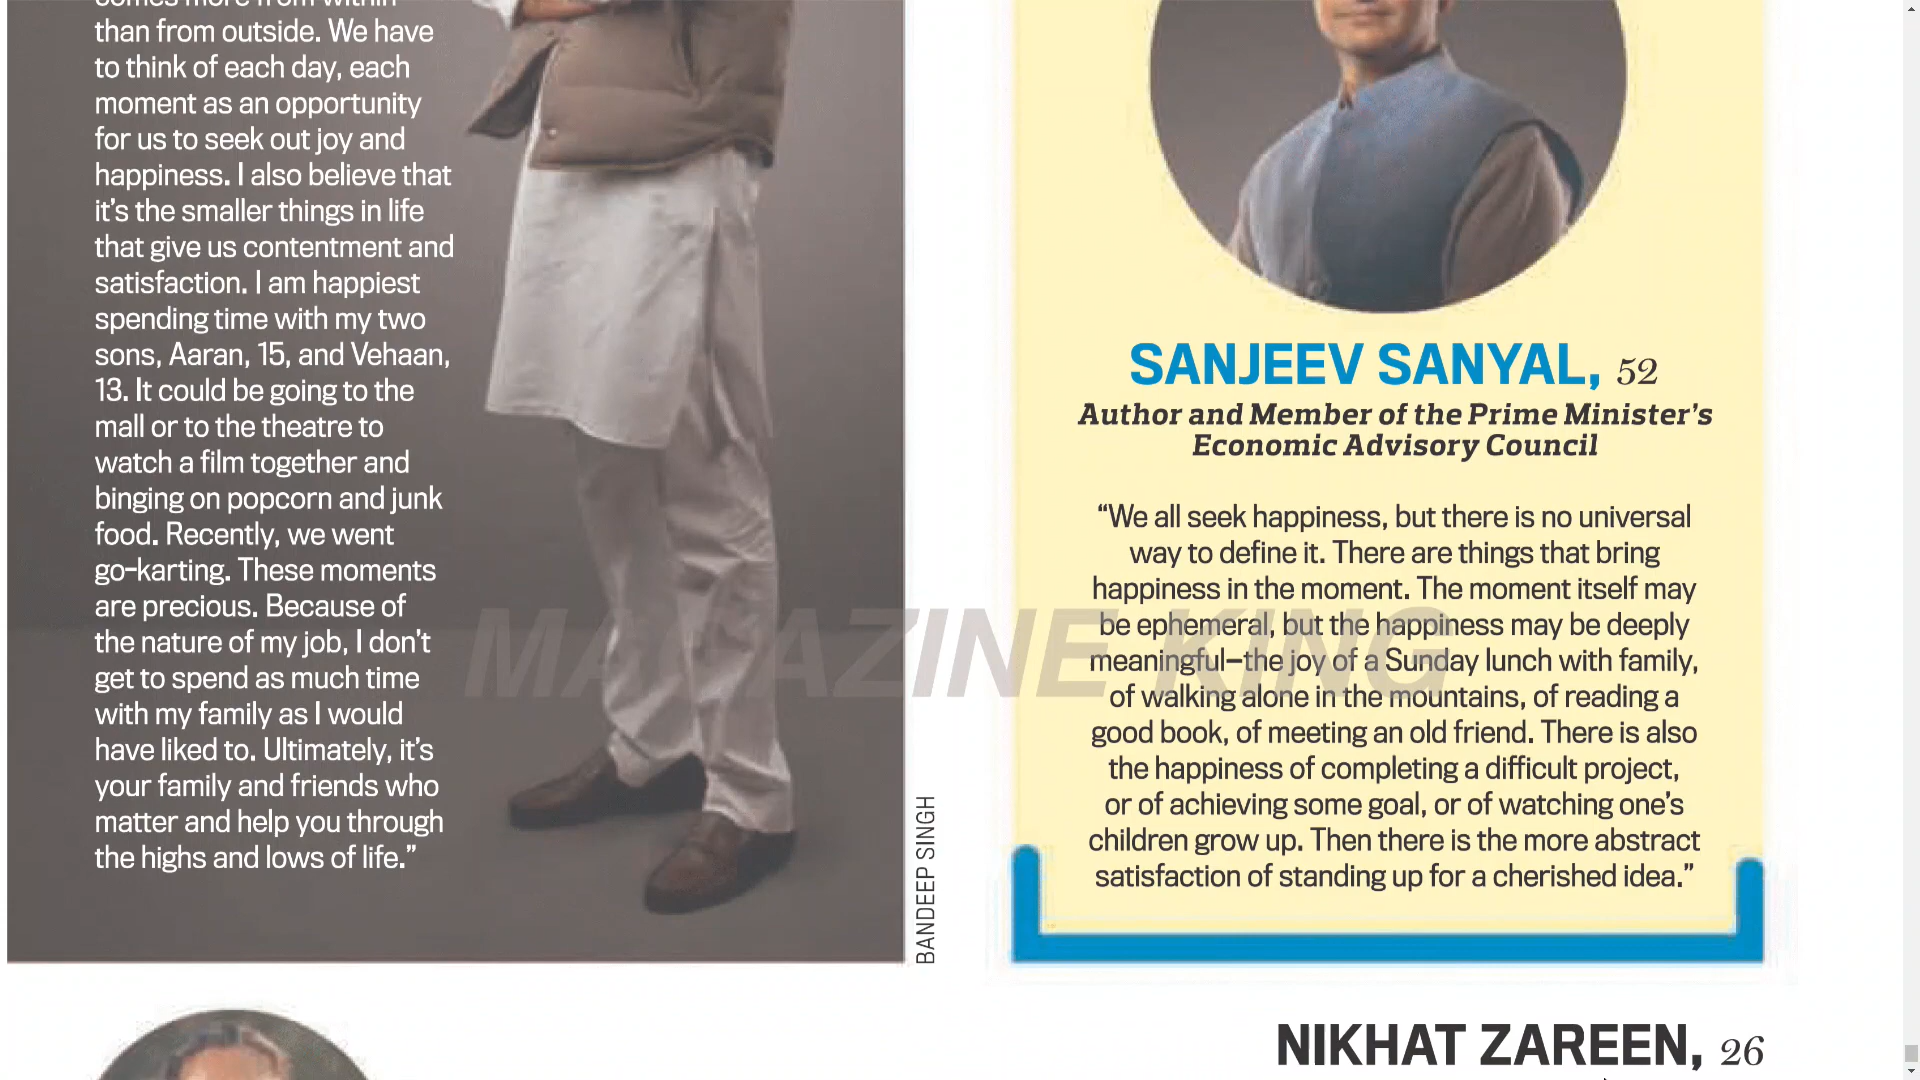 than from outside. We have
to think of each day, each
moment as an opportunity
for us to seek out joy and
happiness. I also believe that
it's the smaller things in life
that give us contentment and
satisfaction. I am happiest
spending time with my two
sons, Aaran, 15, and Vehaan,
13. It could be going to the
mall or to the theatre to
watch a film together and
binging on popcorn and junk
food. Recently, we went
go-karting. These moments
are precious. Because of
the nature of my job, I don't
get to spend as much time
with my family as I would
have liked to. Ultimately, it's
your family and friends who
matter and help you through
the highs and lows of life.”
BANDEEP SINGH
MAGAZINE KING
SANJEEV SANYAL, 52
Author and Member of the Prime Minister's
Economic Advisory Council
“We all seek happiness, but there is no universal
way to define it. There are things that bring
happiness in the moment. The moment itself may
be ephemeral, but the happiness may be deeply
meaningful—the joy of a Sunday lunch with family,
of walking alone in the mountains, of reading a
good book, of meeting an old friend. There is also
the happiness of completing a difficult project,
or of achieving some goal, or of watching one's
children grow up. Then there is the more abstract
satisfaction of standing up for a cherished idea.”
NIKHAT ZAREEN, 26